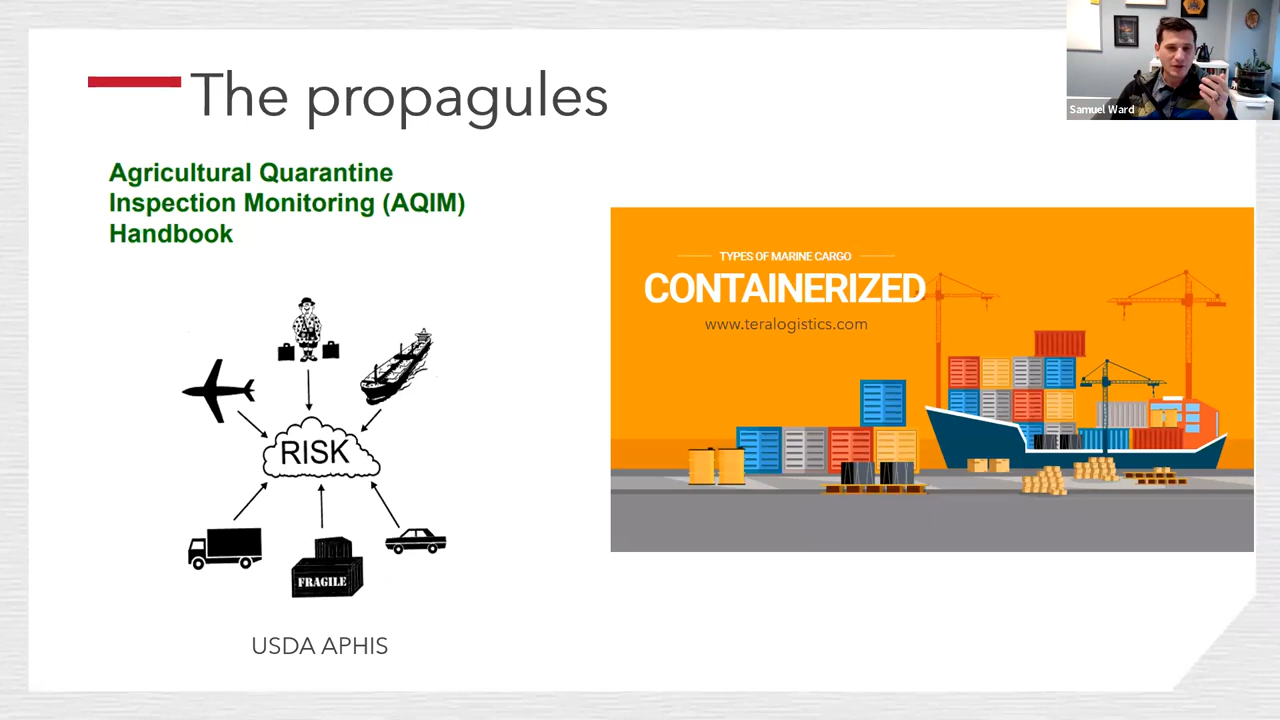 The propagules
Samuel Ward
Agricultural Quarantine
Inspection Monitoring (AQIM)
Handbook
RISK
FRAGILE
USDA APHIS
TYPES OF MARINE CARGO
CONTAINERIZED
www.teralogistics.com